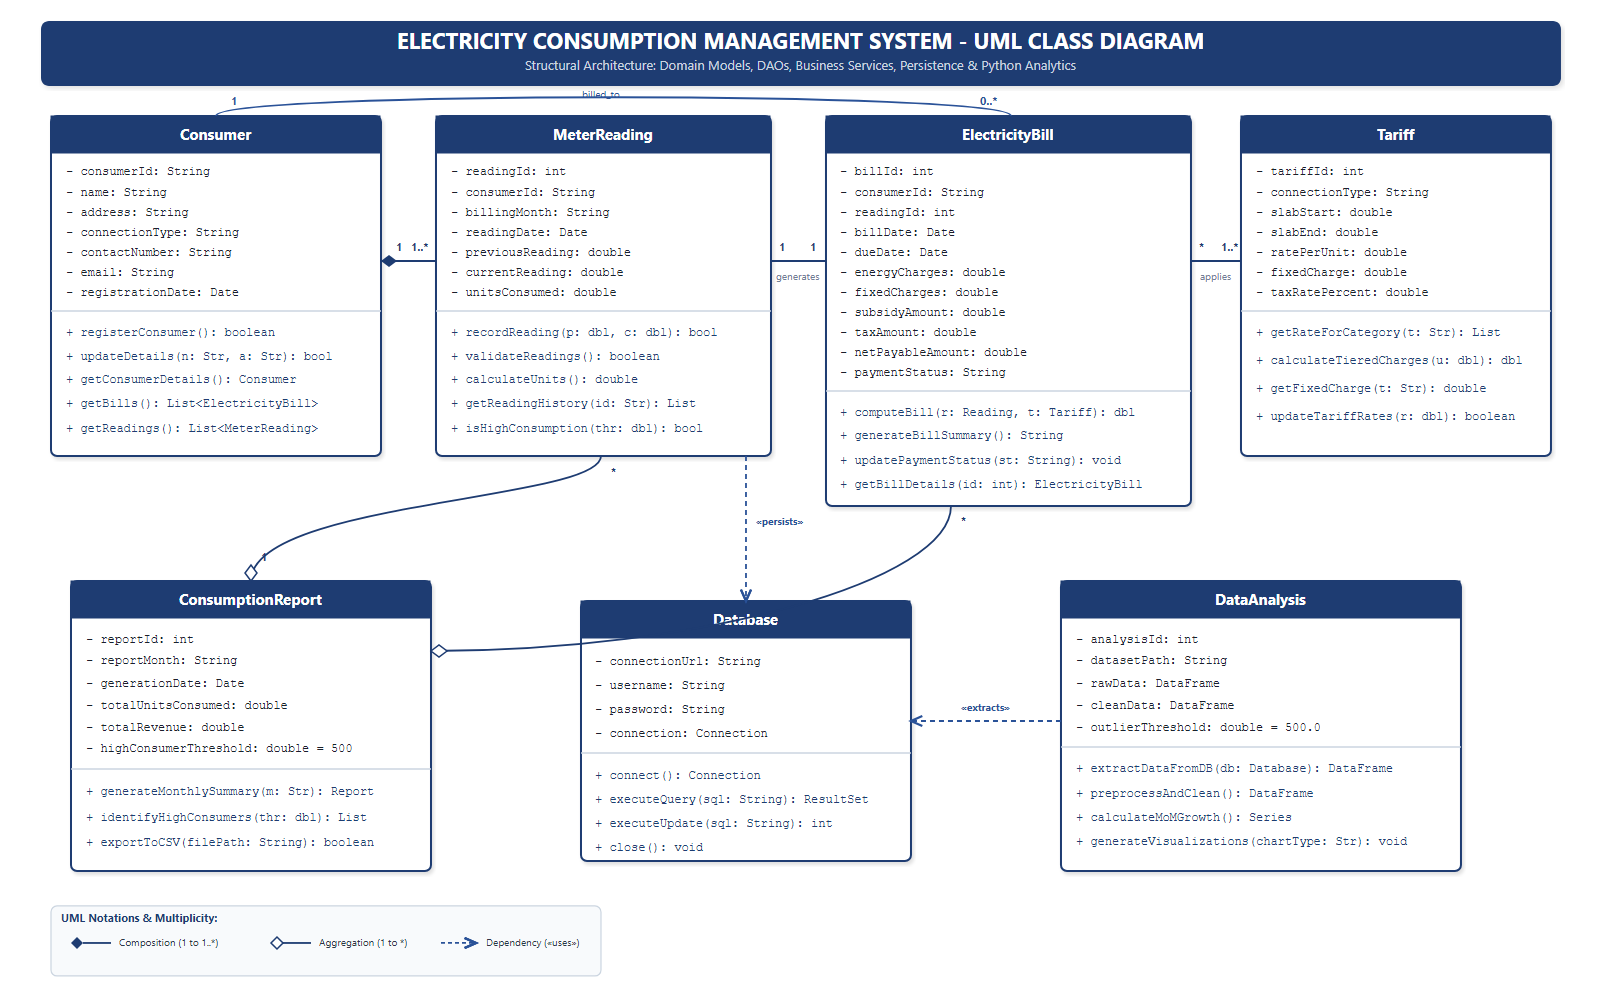 ELECTRICITY CONSUMPTION MANAGEMENT SYSTEM - UML CLASS DIAGRAM
Structural Architecture: Domain Models, DAOs, Business Services, Persistence & Python Analytics
billed_to
1
0..*
Consumer
- consumerId: String
- name: String
- address: String
- connectionType: String
- contactNumber: String
- email: String
- registrationDate: Date
+ registerConsumer(): boolean
+ updateDetails(n: Str, a: Str): bool
+ getConsumerDetails(): Consumer
+ getBills(): List<ElectricityBill>
+ getReadings(): List<MeterReading>
1
1..*
MeterReading
- readingId: int
- consumerId: String
- billingMonth: String
- readingDate: Date
- previousReading: double
- currentReading: double
- unitsConsumed: double
+ recordReading(p: dbl, c: dbl): bool
+ validateReadings(): boolean
+ calculateUnits(): double
+ getReadingHistory(id: Str): List
+ isHighConsumption(thr: dbl): bool
1
1
generates
ElectricityBill
- billId: int
- consumerId: String
- readingId: int
- billDate: Date
- dueDate: Date
- energyCharges: double
- fixedCharges: double
- subsidyAmount: double
- taxAmount: double
- netPayableAmount: double
- paymentStatus: String
+ computeBill(r: Reading, t: Tariff): dbl
+ generateBillSummary(): String
+ updatePaymentStatus(st: String): void
+ getBillDetails(id: int): ElectricityBill
*
1..*
applies
Tariff
- tariffId: int
- connectionType: String
- slabStart: double
- slabEnd: double
- ratePerUnit: double
- fixedCharge: double
- taxRatePercent: double
+ getRateForCategory(t: Str): List
+ calculateTieredCharges(u: dbl): dbl
+ getFixedCharge(t: Str): double
+ updateTariffRates(r: dbl): boolean
*
1
«persists»
*
ConsumptionReport
- reportId: int
- reportMonth: String
- generationDate: Date
- totalUnitsConsumed: double
- totalRevenue: double
- highConsumerThreshold: double = 500
+ generateMonthlySummary(m: Str): Report
+ identifyHighConsumers(thr: dbl): List
+ exportToCSV(filePath: String): boolean
Database
- connectionUrl: String
- username: String
- password: String
- connection: Connection
+ connect(): Connection
+ executeQuery(sql: String): ResultSet
+ executeUpdate(sql: String): int
+ close(): void
«extracts»
DataAnalysis
- analysisId: int
- datasetPath: String
- rawData: DataFrame
- cleanData: DataFrame
- outlierThreshold: double = 500.0
+ extractDataFromDB(db: Database): DataFrame
+ preprocessAndClean(): DataFrame
+ calculateMoMGrowth(): Series
+ generateVisualizations(chartType: Str): void
UML Notations & Multiplicity:
Composition (1 to 1..*)
Aggregation (1 to *)
Dependency («uses»)